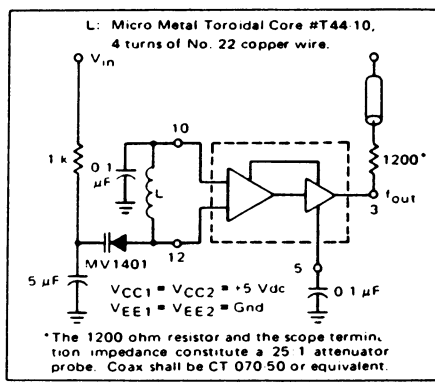 L: Micro Metal Toroidal Core #T44-10,
4 turns of No. 22 copper wire.
Vin
10
1 k
0 1
µF
L
1200*
3
fout
MV1401
12
5
5 µF
VCC1 = VCC2 = +5 Vdc
VEE1 = VEE2 = Gnd
0 1 µF
*The 1200 ohm resistor and the scope termina-
tion impedance constitute a 25 1 attenuator
probe. Coax shall be CT 070 50 or equivalent.